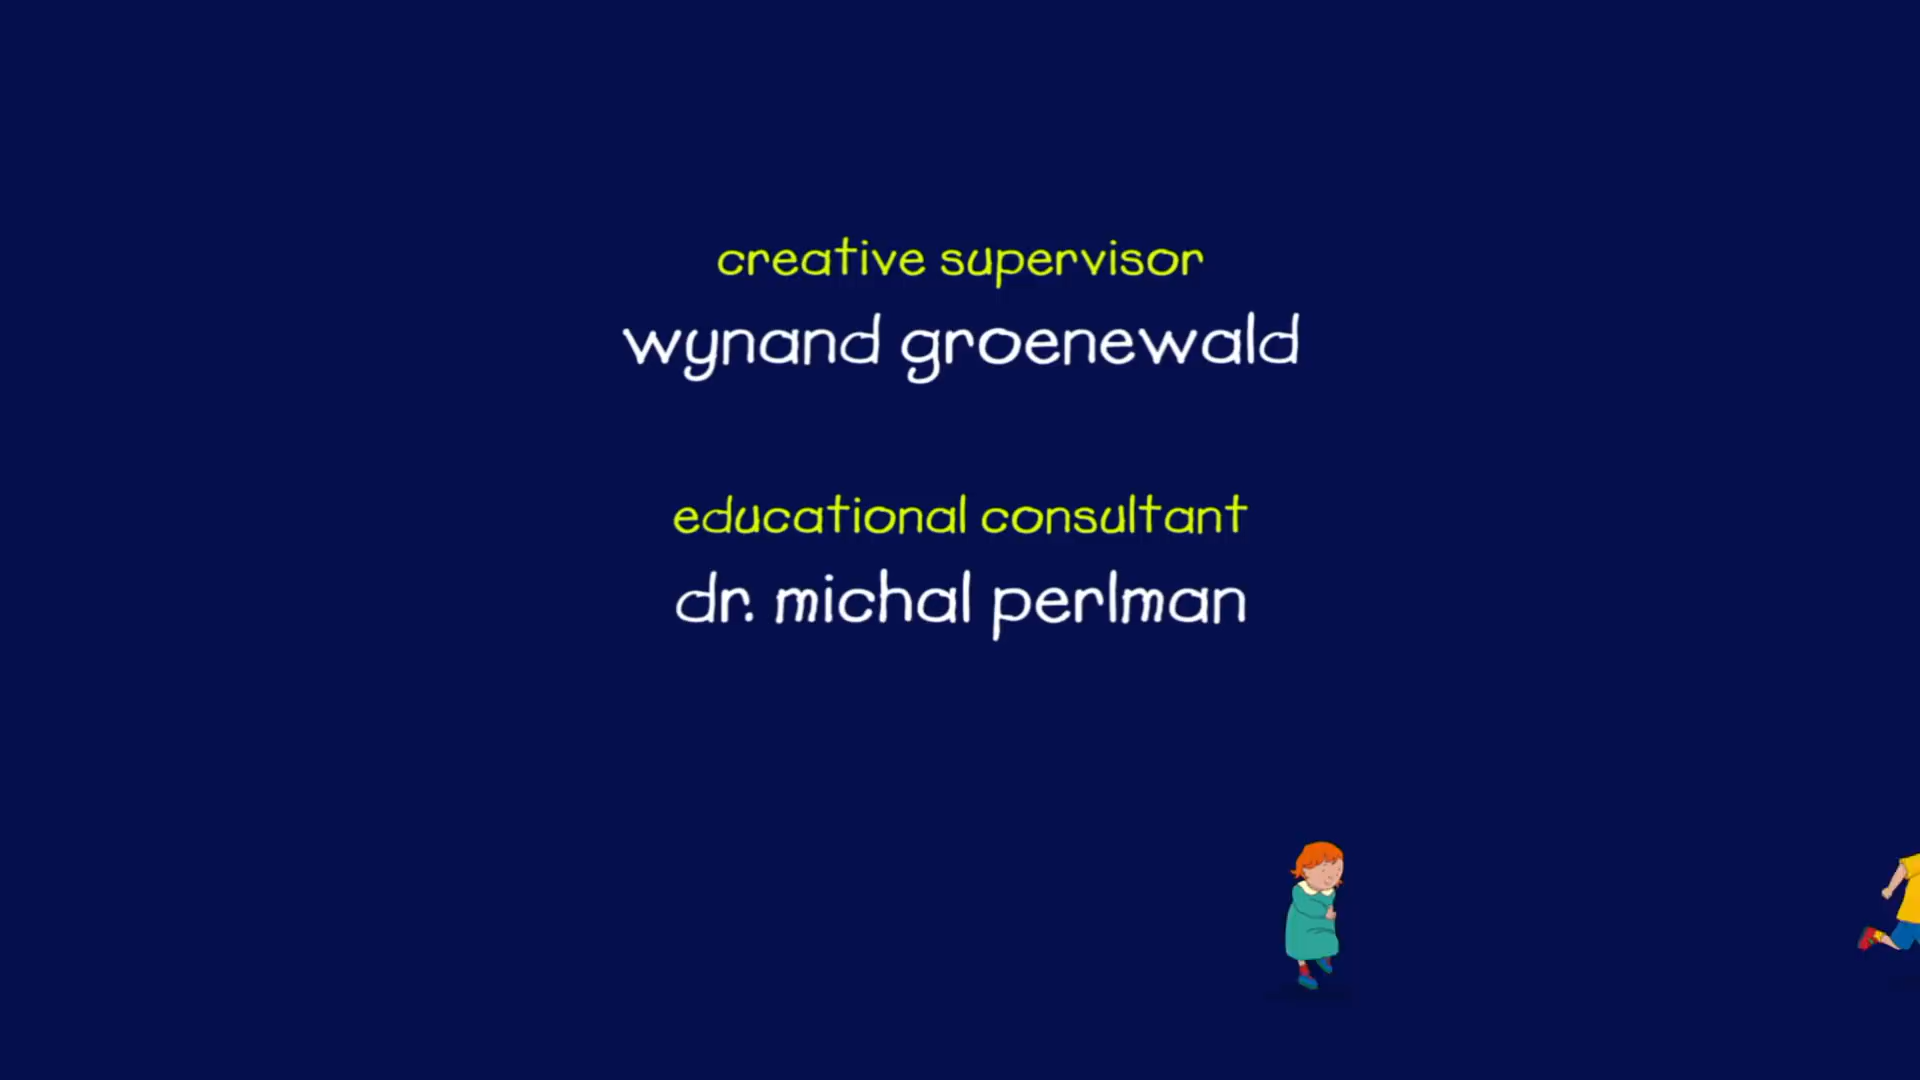 creative supervisor
wynand groenewald
educational consultant
dr. michal perlman